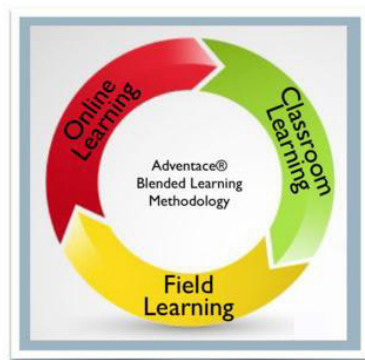 Online
Learning
Classroom
Learning
Adventace®
Blended Learning
Methodology
Field
Learning